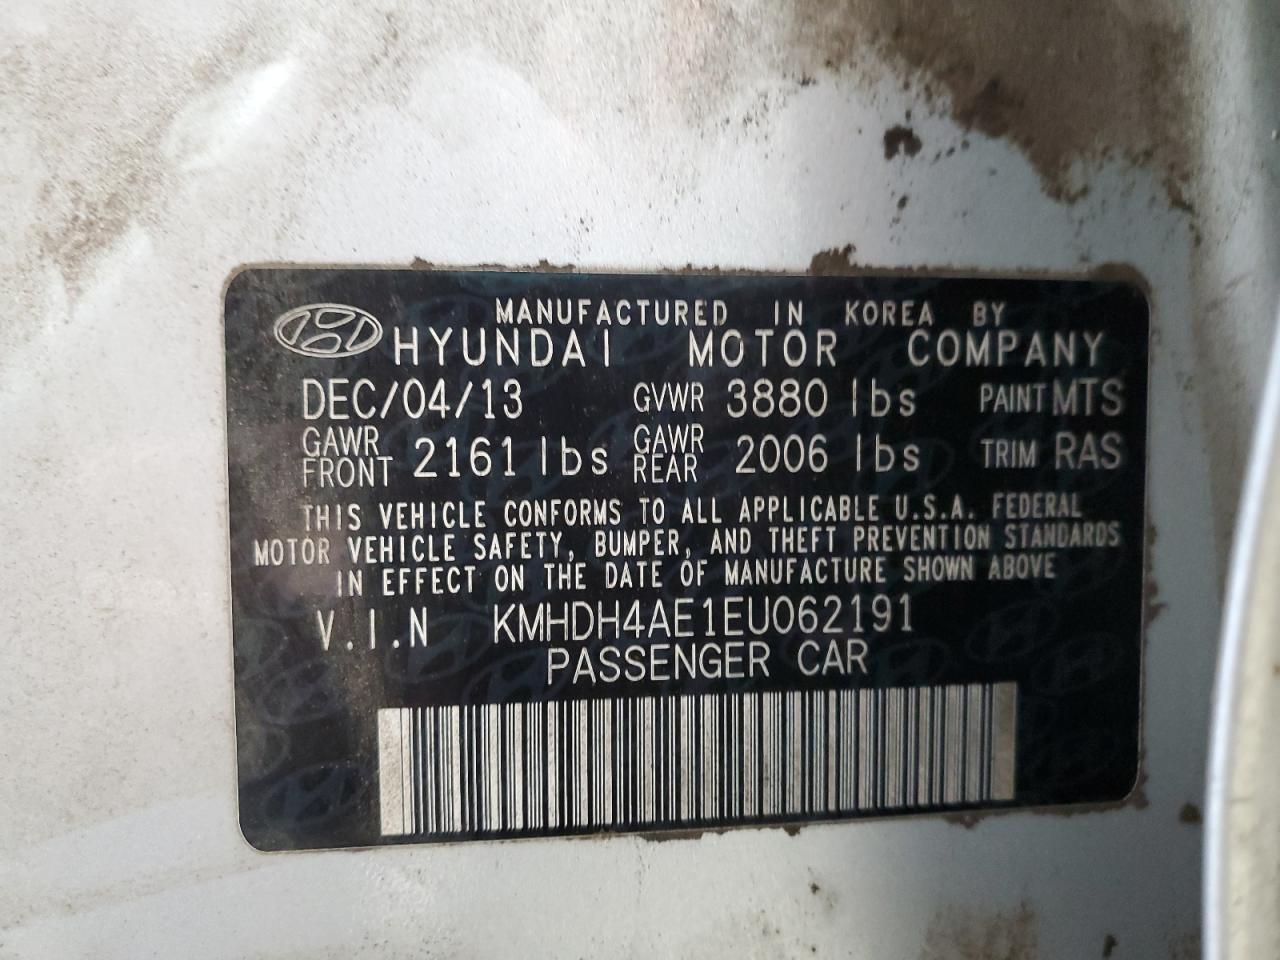 MANUFACTURED IN KOREA BY
HYUNDAI MOTOR COMPANY
DEC/04/13 GVWR 3880 lbs PAINT MTS
GAWR FRONT 2161 lbs GAWR REAR 2006 lbs TRIM RAS
THIS VEHICLE CONFORMS TO ALL APPLICABLE U.S.A. FEDERAL
MOTOR VEHICLE SAFETY, BUMPER, AND THEFT PREVENTION STANDARDS
IN EFFECT ON THE DATE OF MANUFACTURE SHOWN ABOVE
V.I.N KMHDH4AE1EU062191
PASSENGER CAR